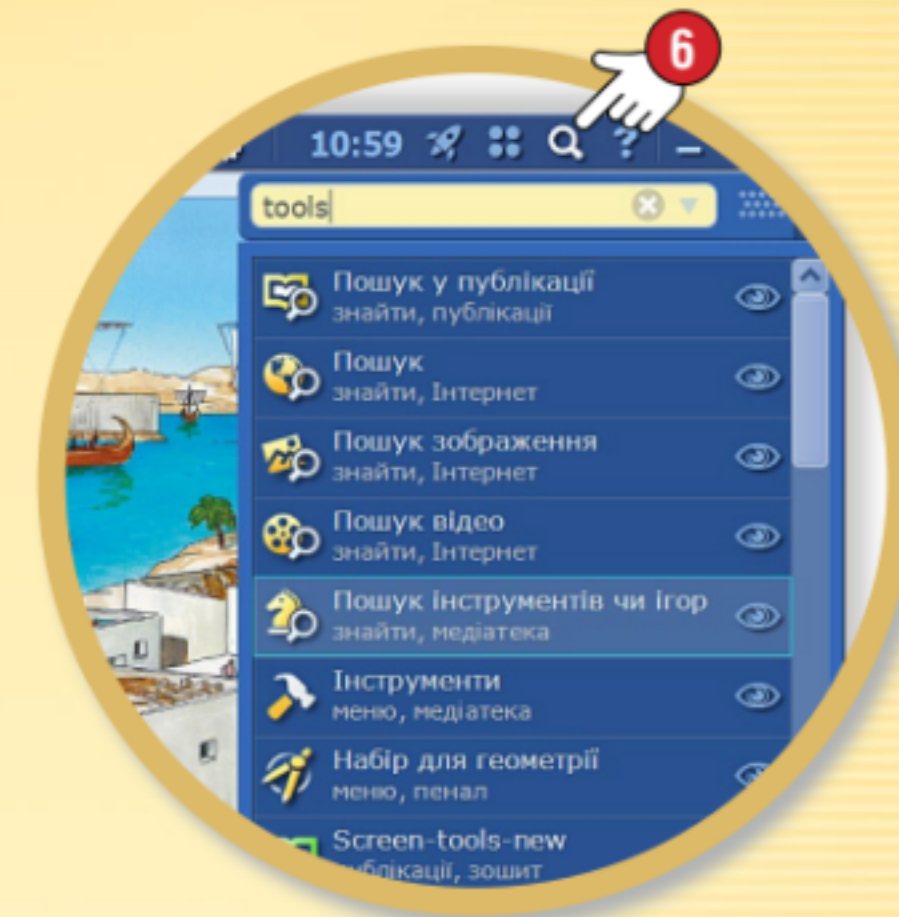 6
10:59 ?
tools
Пошук у публікації
знайти, публікації
Пошук
знайти, Інтернет
Пошук зображення
знайти, Інтернет
Пошук відео
знайти, Інтернет
Пошук інструментів чи ігор
знайти, медіатека
Інструменти
меню, медіатека
Набір для геометрії
меню, пенал
Screen-tools-new
публікації, зошит